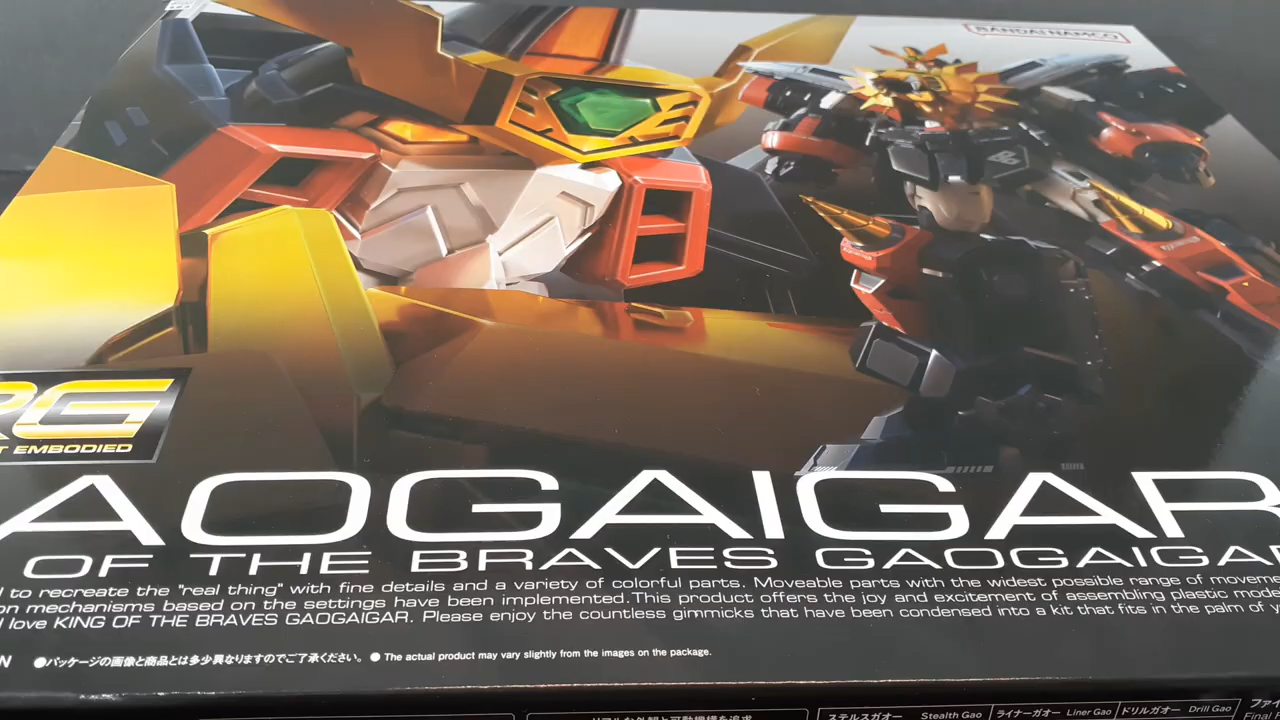 BANDAI NAMCO
RG
EMBODIED
AOGAIGAR
OF THE BRAVES GAOGAIGAR
to recreate the "real thing" with fine details and a variety of colorful parts. Moveable parts with the widest possible range of moveme
on mechanisms based on the settings have been implemented. This product offers the joy and excitement of assembling plastic mode
love KING OF THE BRAVES GAOGAIGAR. Please enjoy the countless gimmicks that have been condensed into a kit that fits in the palm of y
N ●パッケージの画像と商品とは多少異なりますのでご了承ください。 ● The actual product may vary slightly from the images on the package.
ステルスガオー Stealth Gao ライナーガオー Liner Gao ドリルガオー Drill Gao ファイ
Final